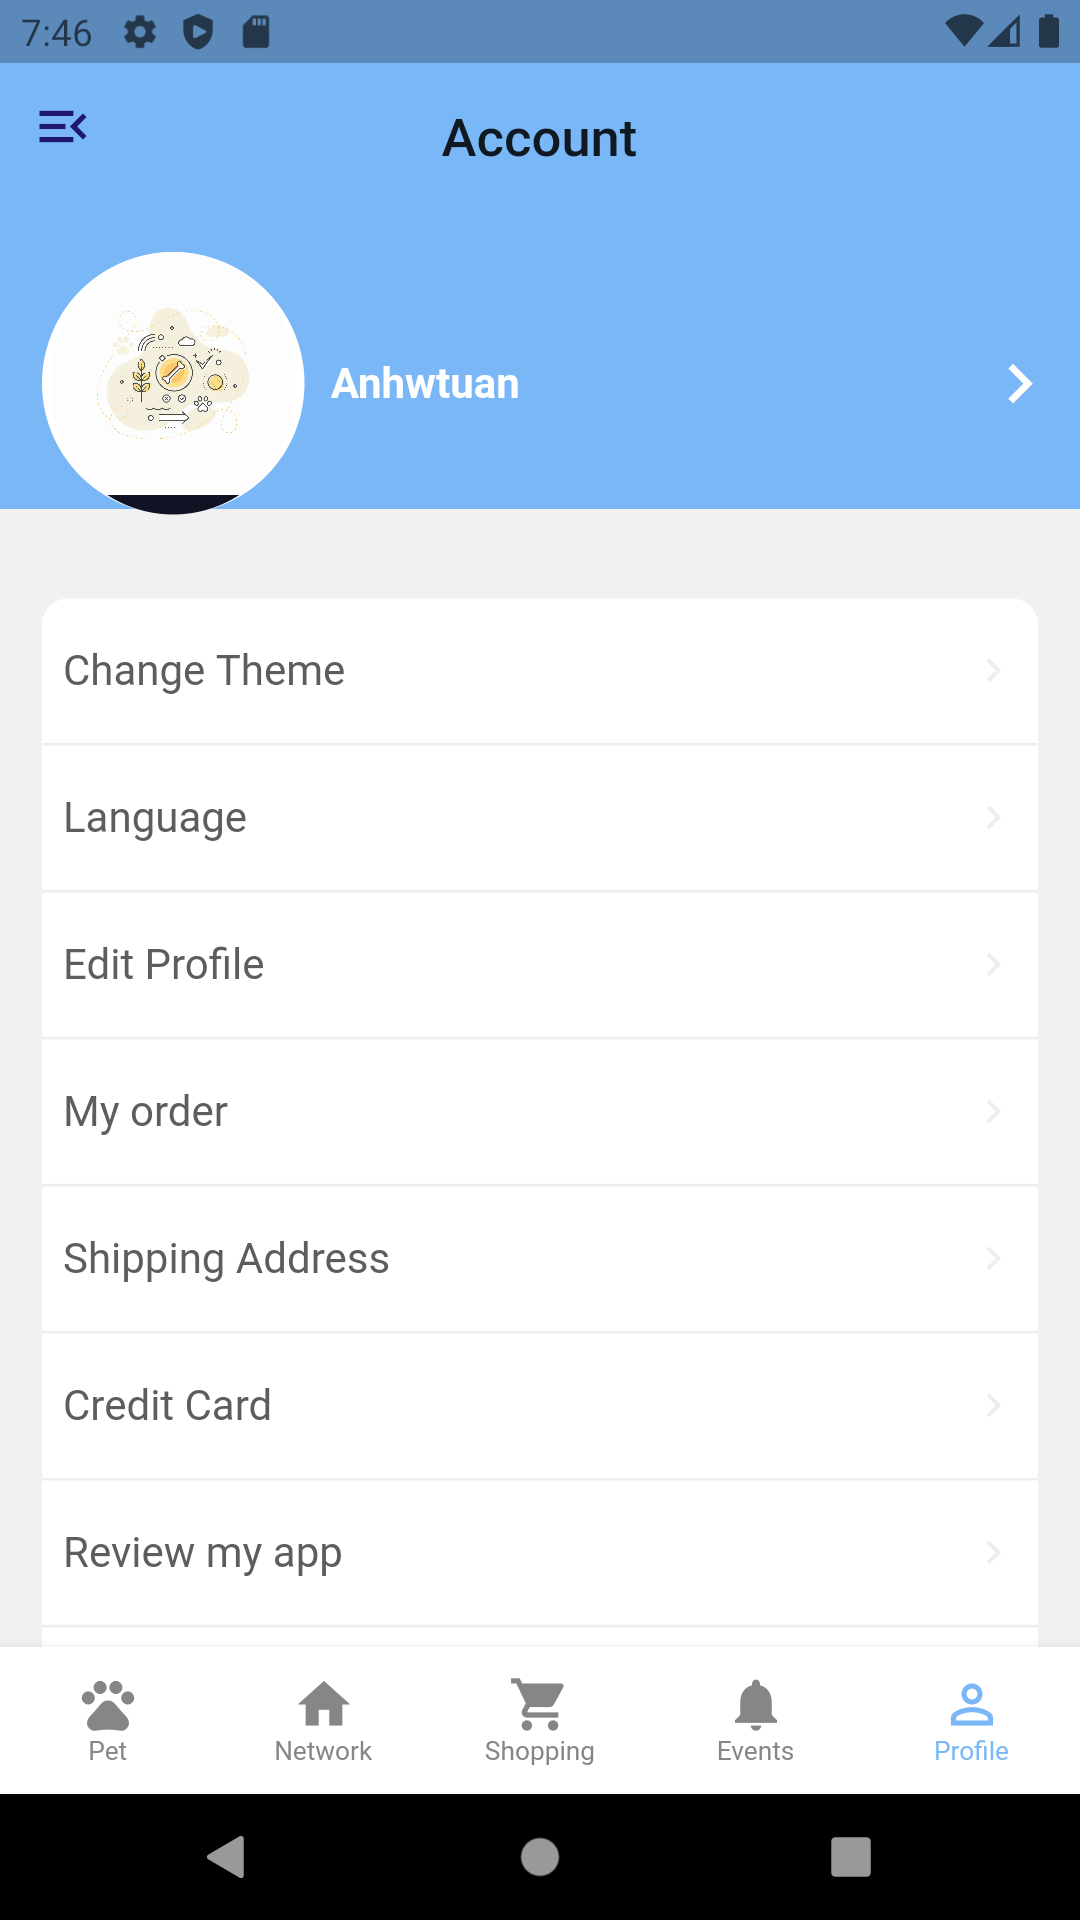 7:46
Account
Anhwtuan
Change Theme
Language
Edit Profile
My order
Shipping Address
Credit Card
Review my app
Pet
Network
Shopping
Events
Profile